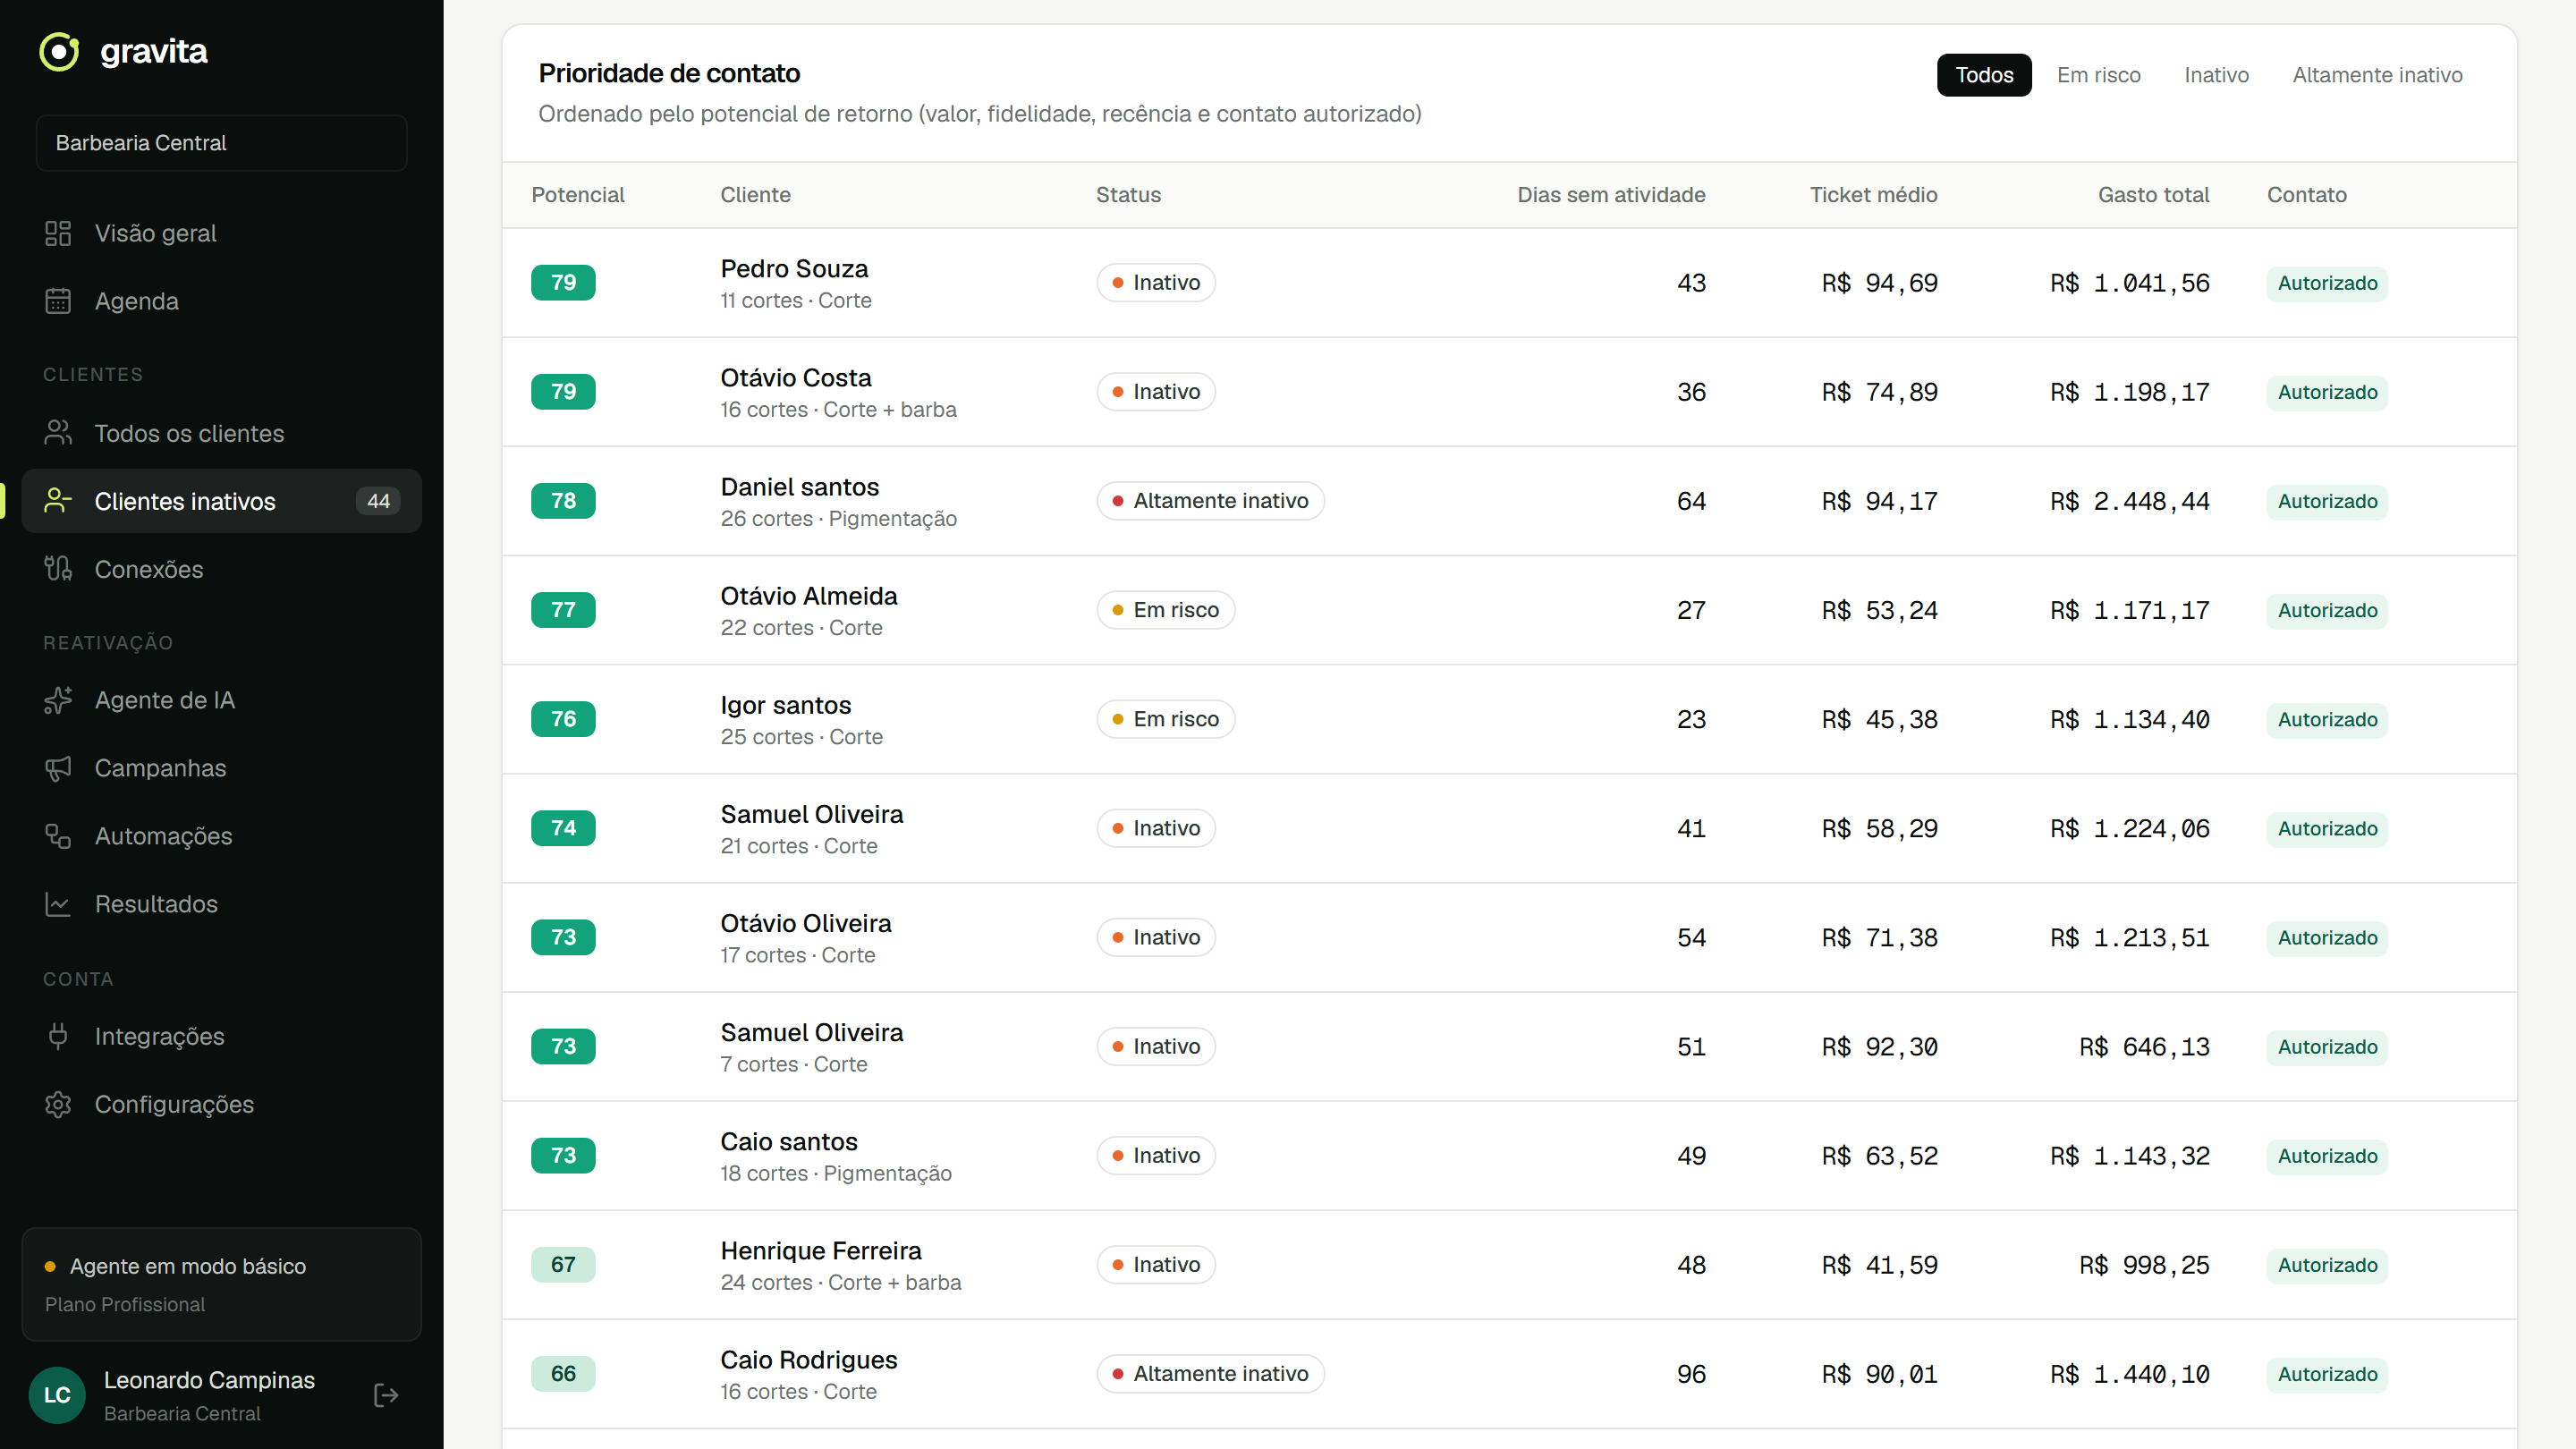 gravita
Barbearia Central
Visão geral
Agenda
CLIENTES
Todos os clientes
Clientes inativos 44
Conexões
REATIVAÇÃO
Agente de IA
Campanhas
Automações
Resultados
CONTA
Integrações
Configurações
Agente em modo básico
Plano Profissional
LC
Leonardo Campinas
Barbearia Central
Prioridade de contato
Ordenado pelo potencial de retorno (valor, fidelidade, recência e contato autorizado)
Todos Em risco Inativo Altamente inativo
Potencial Cliente Status Dias sem atividade Ticket médio Gasto total Contato
79 Pedro Souza Inativo 43 R$ 94,69 R$ 1.041,56 Autorizado
11 cortes · Corte
79 Otávio Costa Inativo 36 R$ 74,89 R$ 1.198,17 Autorizado
16 cortes · Corte + barba
78 Daniel santos Altamente inativo 64 R$ 94,17 R$ 2.448,44 Autorizado
26 cortes · Pigmentação
77 Otávio Almeida Em risco 27 R$ 53,24 R$ 1.171,17 Autorizado
22 cortes · Corte
76 Igor santos Em risco 23 R$ 45,38 R$ 1.134,40 Autorizado
25 cortes · Corte
74 Samuel Oliveira Inativo 41 R$ 58,29 R$ 1.224,06 Autorizado
21 cortes · Corte
73 Otávio Oliveira Inativo 54 R$ 71,38 R$ 1.213,51 Autorizado
17 cortes · Corte
73 Samuel Oliveira Inativo 51 R$ 92,30 R$ 646,13 Autorizado
7 cortes · Corte
73 Caio santos Inativo 49 R$ 63,52 R$ 1.143,32 Autorizado
18 cortes · Pigmentação
67 Henrique Ferreira Inativo 48 R$ 41,59 R$ 998,25 Autorizado
24 cortes · Corte + barba
66 Caio Rodrigues Altamente inativo 96 R$ 90,01 R$ 1.440,10 Autorizado
16 cortes · Corte